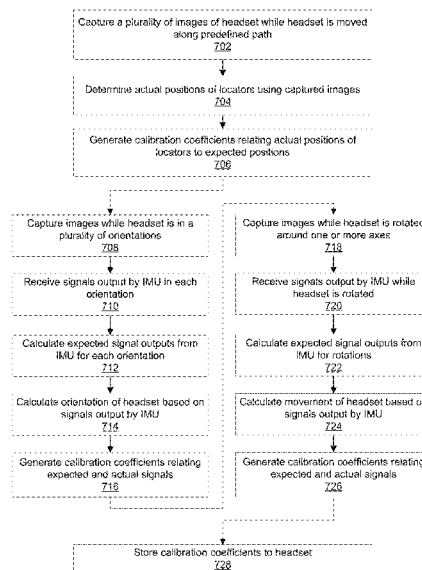 Capture a plurality of images of headset while headset is moved
along predefined path
702
Determine actual positions of locators using captured images
704
Generate calibration coefficients relating actual positions of
locators to expected positions
706
Capture images while headset is in a
plurality of orientations
708
Receive signals output by IMU in each
orientation
710
Calculate expected signal outputs from
IMU for each orientation
712
Calculate orientation of headset based on
signals output by IMU
714
Generate calibration coefficients relating
expected and actual signals
716
Capture images while headset is rotated
around one or more axes
718
Receive signals output by IMU while
headset is rotated
720
Calculate expected signal outputs from
IMU for rotations
722
Calculate movement of headset based on
signals output by IMU
724
Generate calibration coefficients relating
expected and actual signals
726
Store calibration coefficients to headset
728